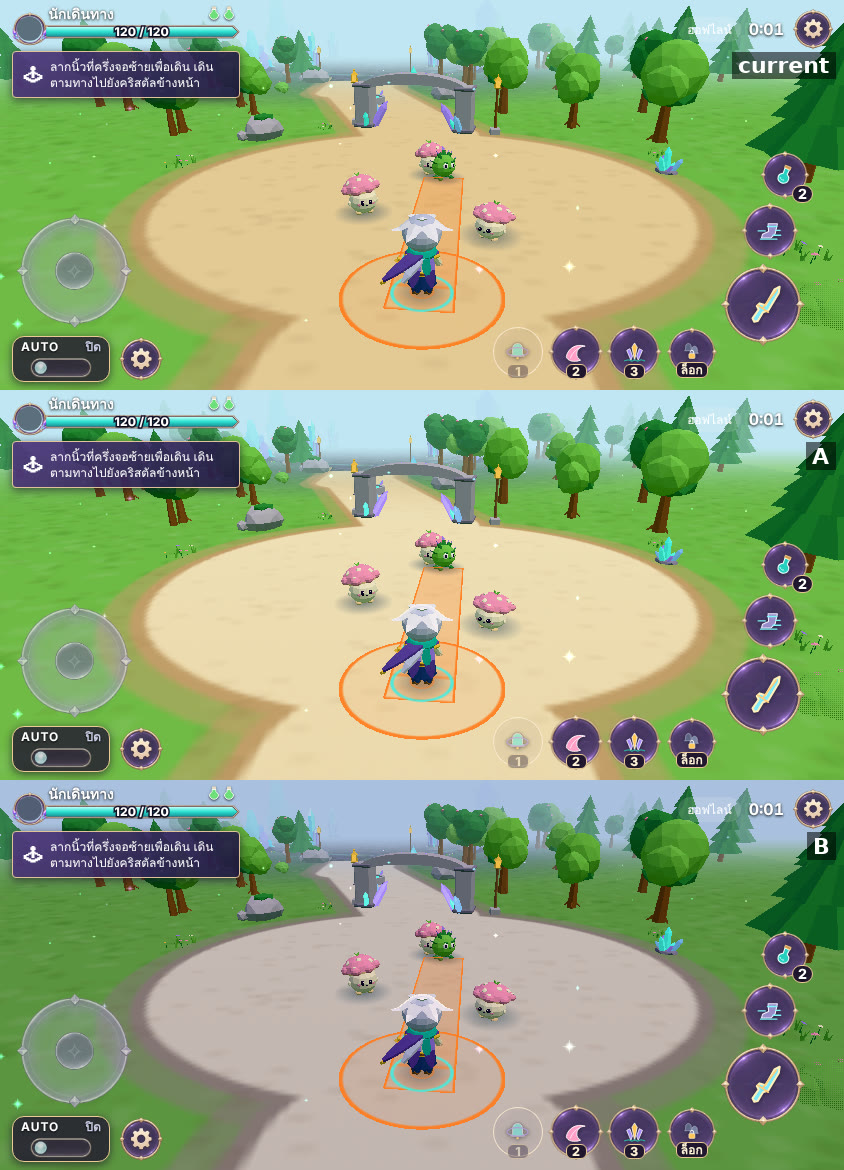 นักเดินทาง
120/120
ลากนิ้วที่ครึ่งจอซ้ายเพื่อเดิน เดิน
ตามทางไปยังคริสตัลข้างหน้า
ออฟไลน์ 0:01
current
2
AUTO ปิด
1 2 3 ล็อก
นักเดินทาง
120/120
ลากนิ้วที่ครึ่งจอซ้ายเพื่อเดิน เดิน
ตามทางไปยังคริสตัลข้างหน้า
ออฟไลน์ 0:01
A
2
AUTO ปิด
1 2 3 ล็อก
นักเดินทาง
120/120
ลากนิ้วที่ครึ่งจอซ้ายเพื่อเดิน เดิน
ตามทางไปยังคริสตัลข้างหน้า
ออฟไลน์ 0:01
B
2
AUTO ปิด
1 2 3 ล็อก